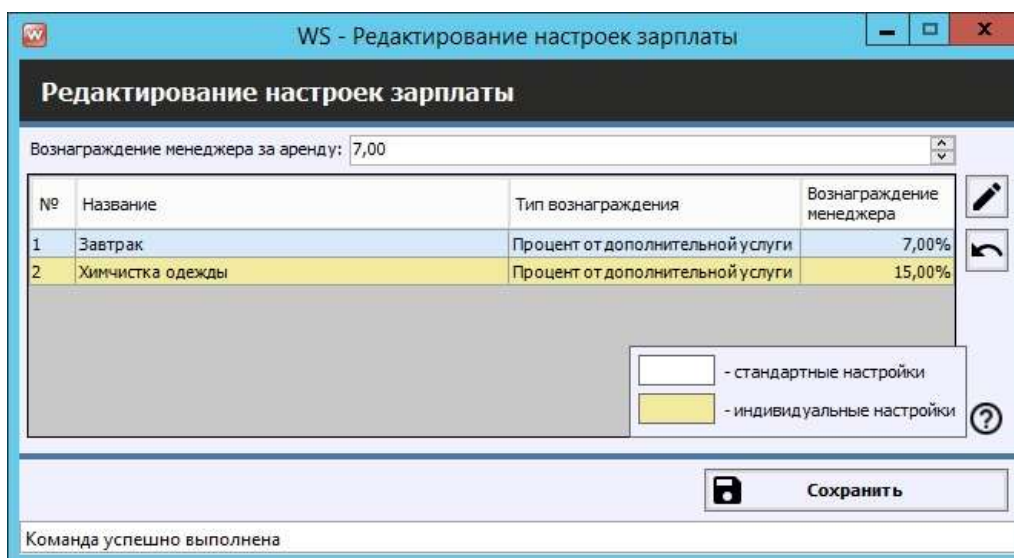 WS - Редактирование настроек зарплаты
Редактирование настроек зарплаты
Вознаграждение менеджера за аренду: 7,00
№ Название Тип вознаграждения Вознаграждение менеджера
1 Завтрак Процент от дополнительной услуги 7,00%
2 Химчистка одежды Процент от дополнительной услуги 15,00%
- стандартные настройки
- индивидуальные настройки
Сохранить
Команда успешно выполнена